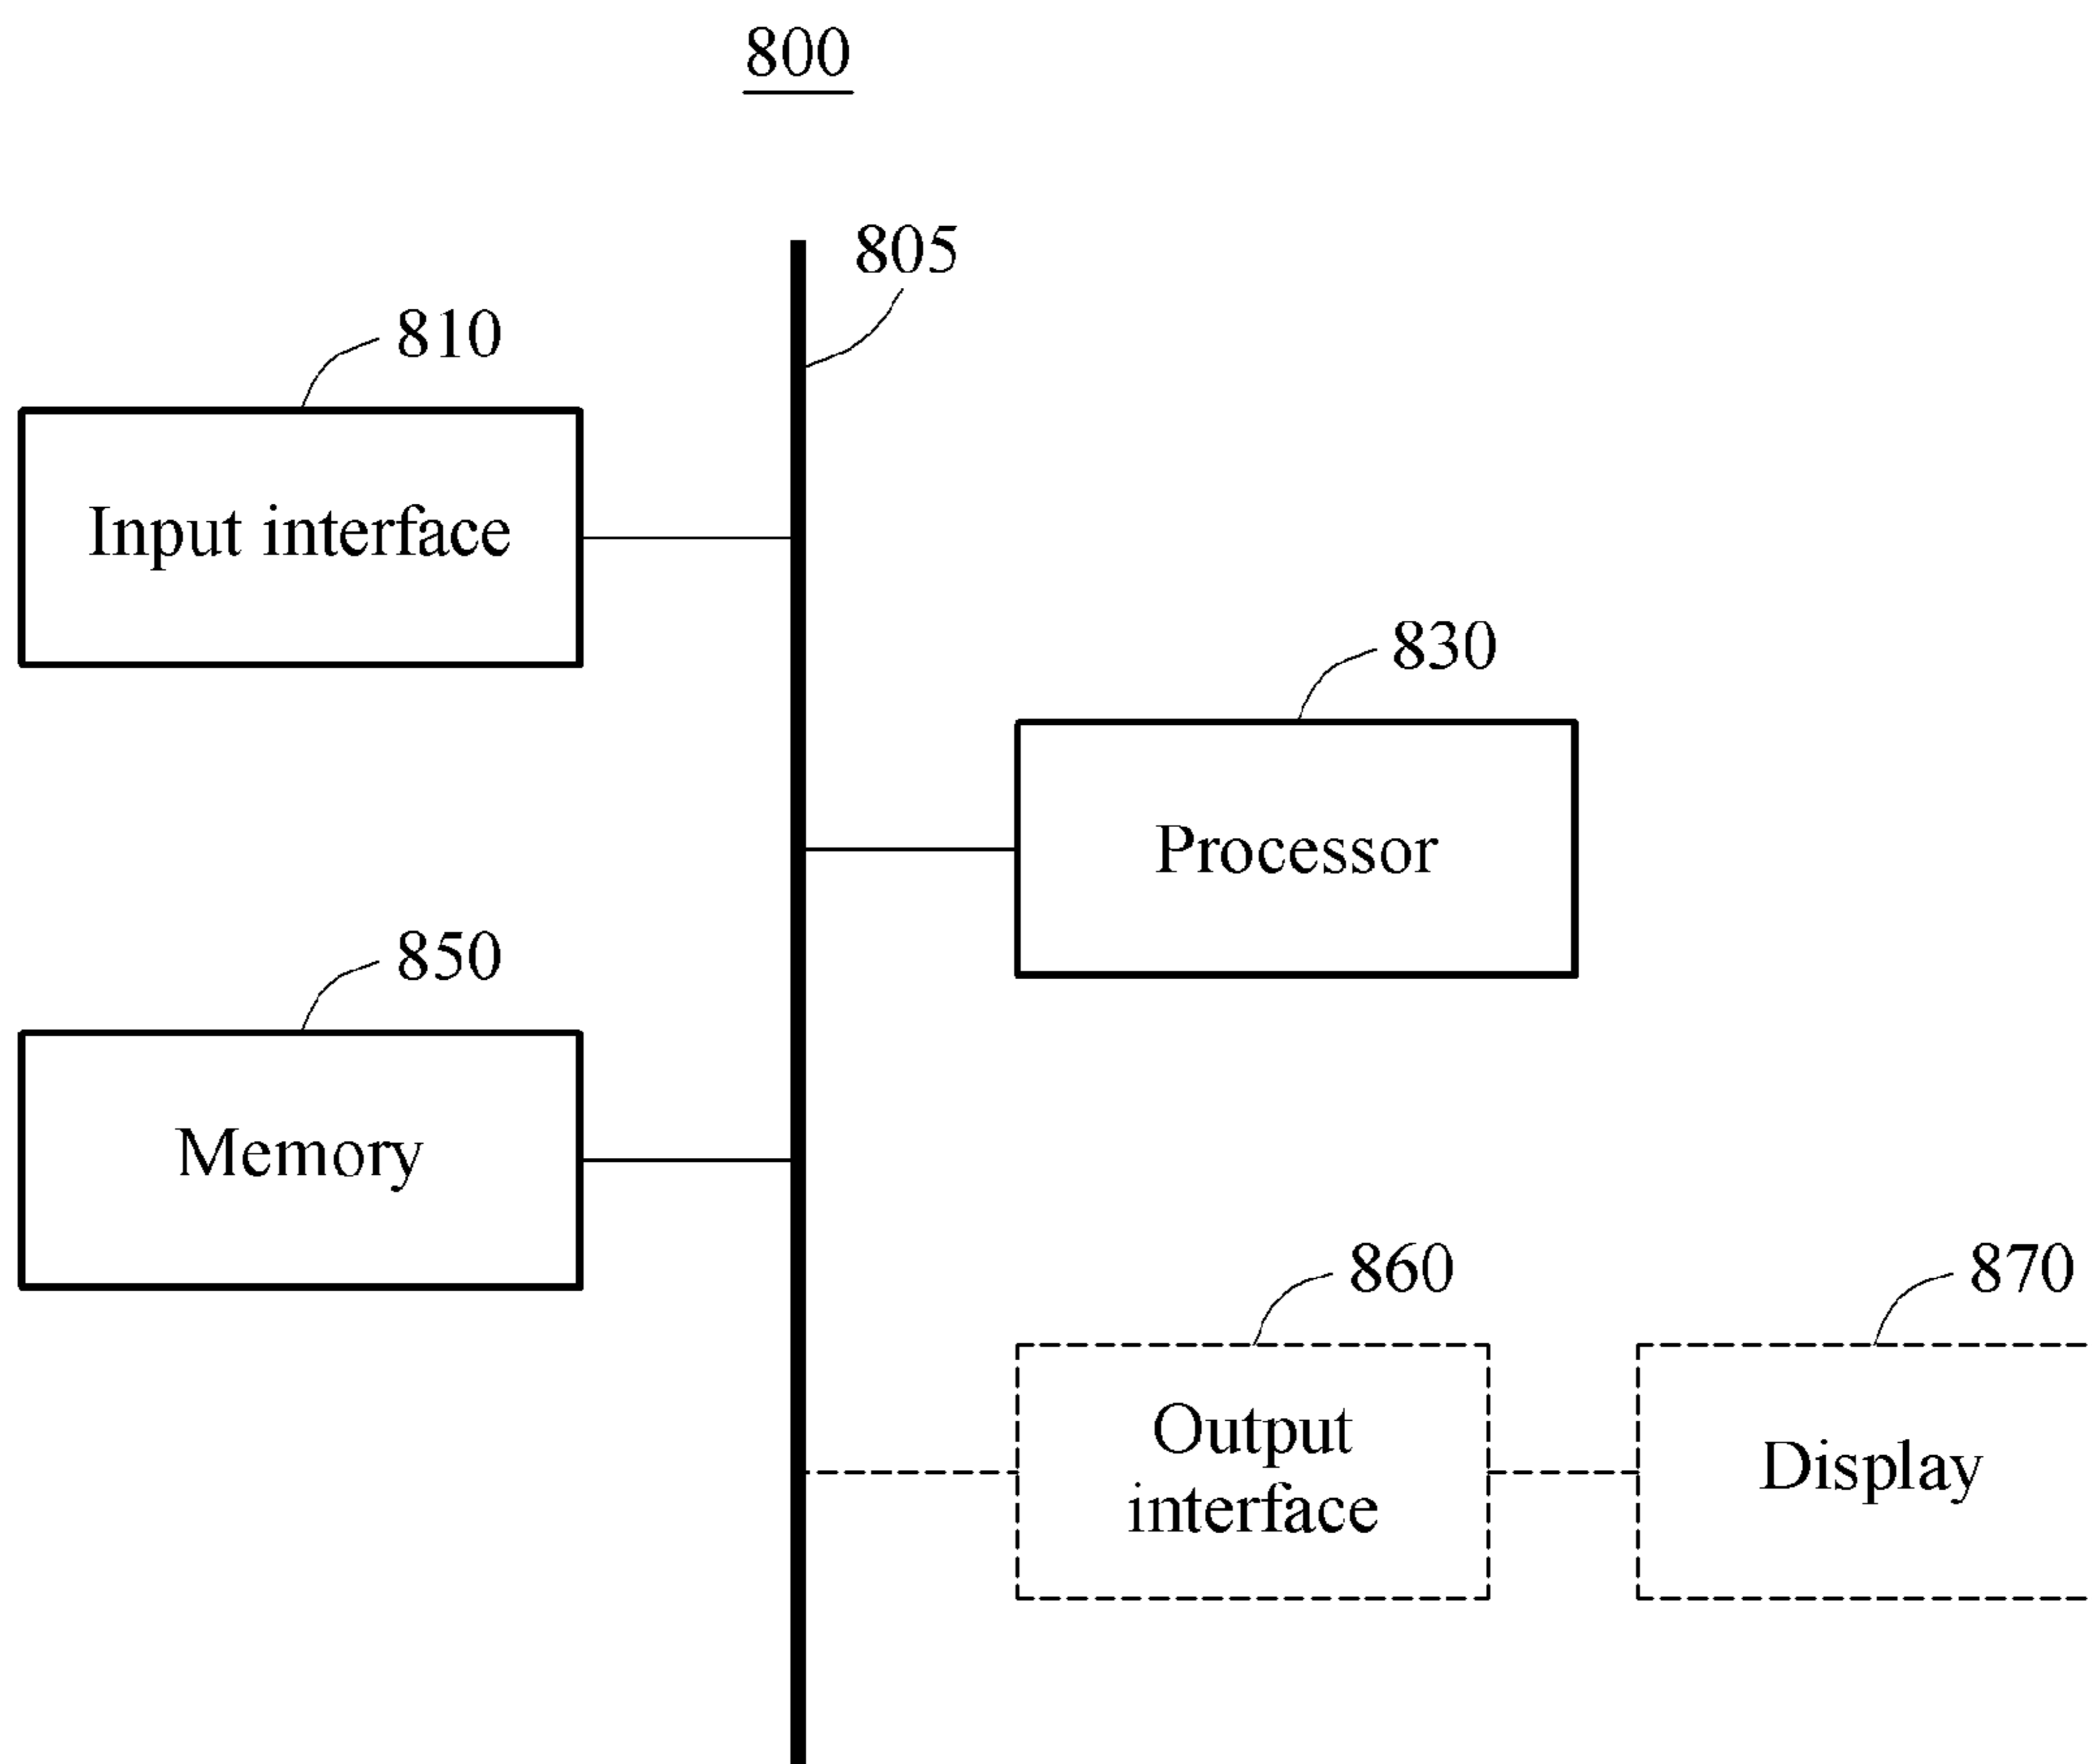 800
805
810
Input interface
830
Processor
850
Memory
860
Output
interface
870
Display